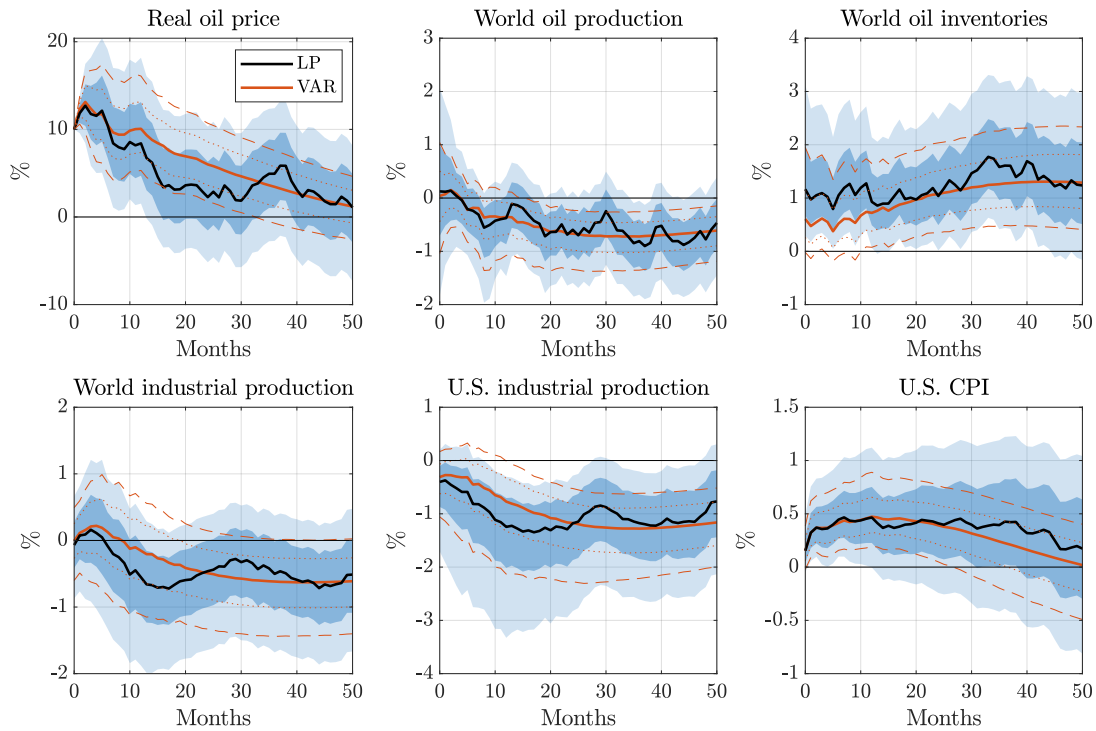 Real oil price
World oil production
World oil inventories
20
10
0
-10
%
LP
VAR
0 10 20 30 40 50
Months
3
2
1
0
-1
-2
%
0 10 20 30 40 50
Months
4
3
2
1
0
-1
%
0 10 20 30 40 50
Months
World industrial production
U.S. industrial production
U.S. CPI
2
1
0
-1
-2
%
0 10 20 30 40 50
Months
1
0
-1
-2
-3
-4
%
0 10 20 30 40 50
Months
1.5
1
0.5
0
-0.5
-1
%
0 10 20 30 40 50
Months